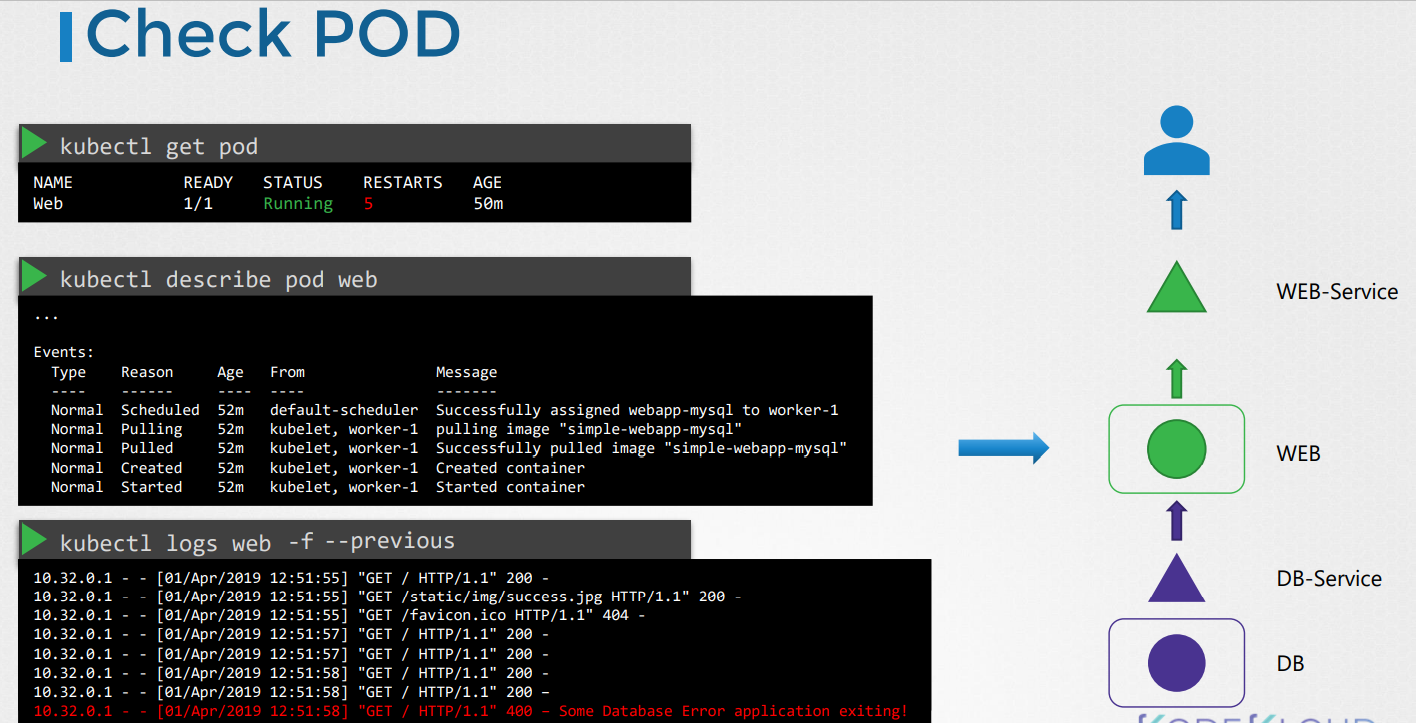 Check POD
kubectl get pod
NAME READY STATUS RESTARTS AGE
Web 1/1 Running 5 50m
kubectl describe pod web
...
Events:
Type Reason Age From Message
---- ------ ---- ---- -------
Normal Scheduled 52m default-scheduler Successfully assigned webapp-mysql to worker-1
Normal Pulling 52m kubelet, worker-1 pulling image "simple-webapp-mysql"
Normal Pulled 52m kubelet, worker-1 Successfully pulled image "simple-webapp-mysql"
Normal Created 52m kubelet, worker-1 Created container
Normal Started 52m kubelet, worker-1 Started container
kubectl logs web -f --previous
10.32.0.1 - - [01/Apr/2019 12:51:55] "GET / HTTP/1.1" 200 -
10.32.0.1 - - [01/Apr/2019 12:51:55] "GET /static/img/success.jpg HTTP/1.1" 200 -
10.32.0.1 - - [01/Apr/2019 12:51:55] "GET /favicon.ico HTTP/1.1" 404 -
10.32.0.1 - - [01/Apr/2019 12:51:57] "GET / HTTP/1.1" 200 -
10.32.0.1 - - [01/Apr/2019 12:51:57] "GET / HTTP/1.1" 200 -
10.32.0.1 - - [01/Apr/2019 12:51:58] "GET / HTTP/1.1" 200 -
10.32.0.1 - - [01/Apr/2019 12:51:58] "GET / HTTP/1.1" 200 –
10.32.0.1 - - [01/Apr/2019 12:51:58] "GET / HTTP/1.1" 400 – Some Database Error application exiting!
WEB-Service
WEB
DB-Service
DB